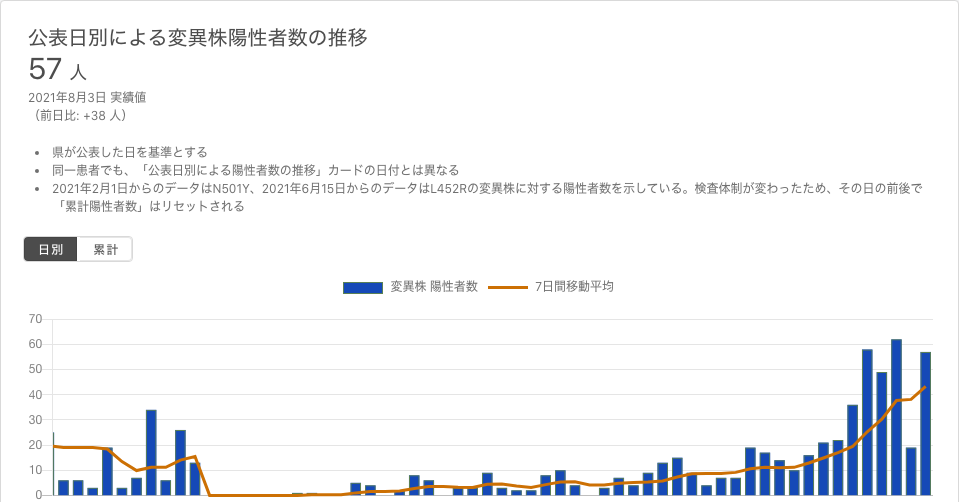 公表日別による変異株陽性者数の推移
57 人
2021年8月3日 実績値
（前日比: +38 人）
• 県が公表した日を基準とする
• 同一患者でも、「公表日別による陽性者数の推移」カードの日付とは異なる
• 2021年2月1日からのデータはN501Y、2021年6月15日からのデータはL452Rの変異株に対する陽性者数を示している。検査体制が変わったため、その日の前後で
「累計陽性者数」はリセットされる
日別 累計
変異株 陽性者数 7日間移動平均
70
60
50
40
30
20
10
0